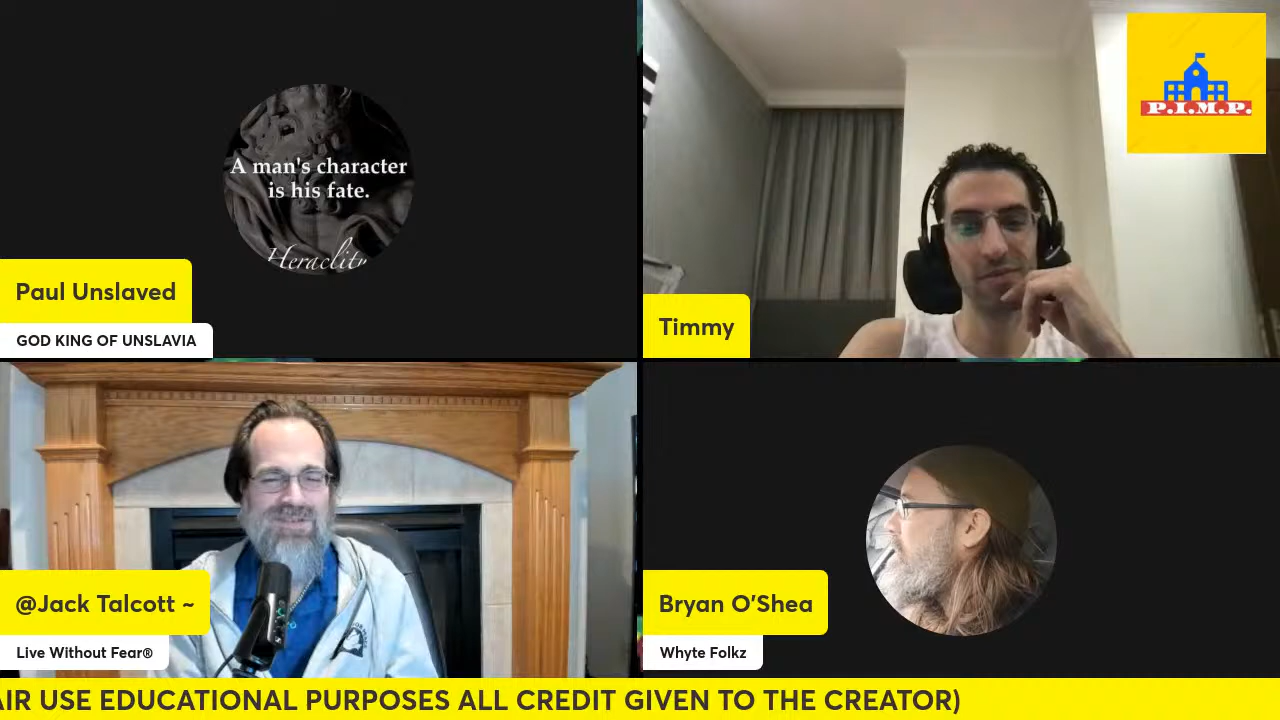 A man's character
is his fate.
Paul Unslaved
GOD KING OF UNSLAVIA
P.I.M.P.
Timmy
@Jack Talcott ~
Live Without Fear®
Bryan O'Shea
Whyte Folkz
USE EDUCATIONAL PURPOSES ALL CREDIT GIVEN TO THE CREATOR)